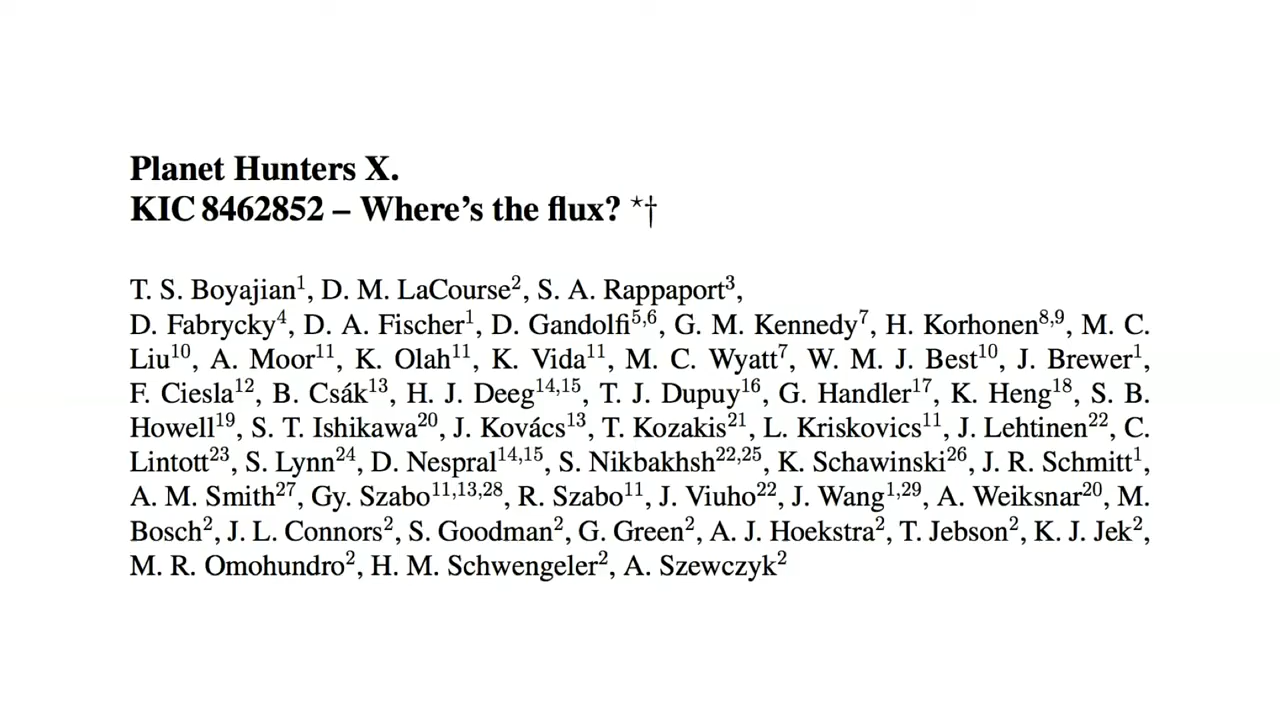 Planet Hunters X.
KIC 8462852 – Where's the flux? *†
T. S. Boyajian1, D. M. LaCourse2, S. A. Rappaport3,
D. Fabrycky4, D. A. Fischer1, D. Gandolfi5,6, G. M. Kennedy7, H. Korhonen8,9, M. C.
Liu10, A. Moor11, K. Olah11, K. Vida11, M. C. Wyatt7, W. M. J. Best10, J. Brewer1,
F. Ciesla12, B. Csák13, H. J. Deeg14,15, T. J. Dupuy16, G. Handler17, K. Heng18, S. B.
Howell19, S. T. Ishikawa20, J. Kovács13, T. Kozakis21, L. Kriskovics11, J. Lehtinen22, C.
Lintott23, S. Lynn24, D. Nespral14,15, S. Nikbakhsh22,25, K. Schawinski26, J. R. Schmitt1,
A. M. Smith27, Gy. Szabo11,13,28, R. Szabo11, J. Viuho22, J. Wang1,29, A. Weiksnar20, M.
Bosch2, J. L. Connors2, S. Goodman2, G. Green2, A. J. Hoekstra2, T. Jebson2, K. J. Jek2,
M. R. Omohundro2, H. M. Schwengeler2, A. Szewczyk2